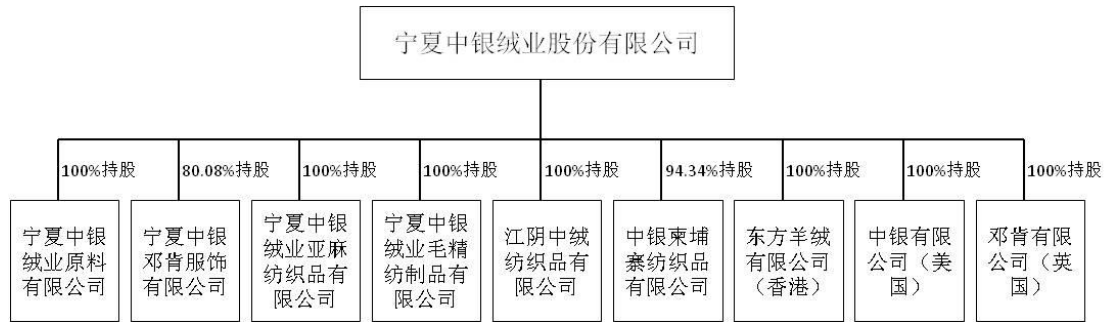 宁夏中银绒业股份有限公司
100%持股
80.08%持股
100%持股
100%持股
100%持股
94.34%持股
100%持股
100%持股
100%持股
宁夏中银
绒业原料
有限公司
宁夏中银
邓肯服饰
有限公司
宁夏中银
绒业亚麻
纺织品有
限公司
宁夏中银
绒业毛精
纺制品有
限公司
江阴中绒
纺织品有
限公司
中银柬埔
寨纺织品
有限公司
东方羊绒
有限公司
（香港）
中银有限
公司（美
国）
邓肯有限
公司（英
国）